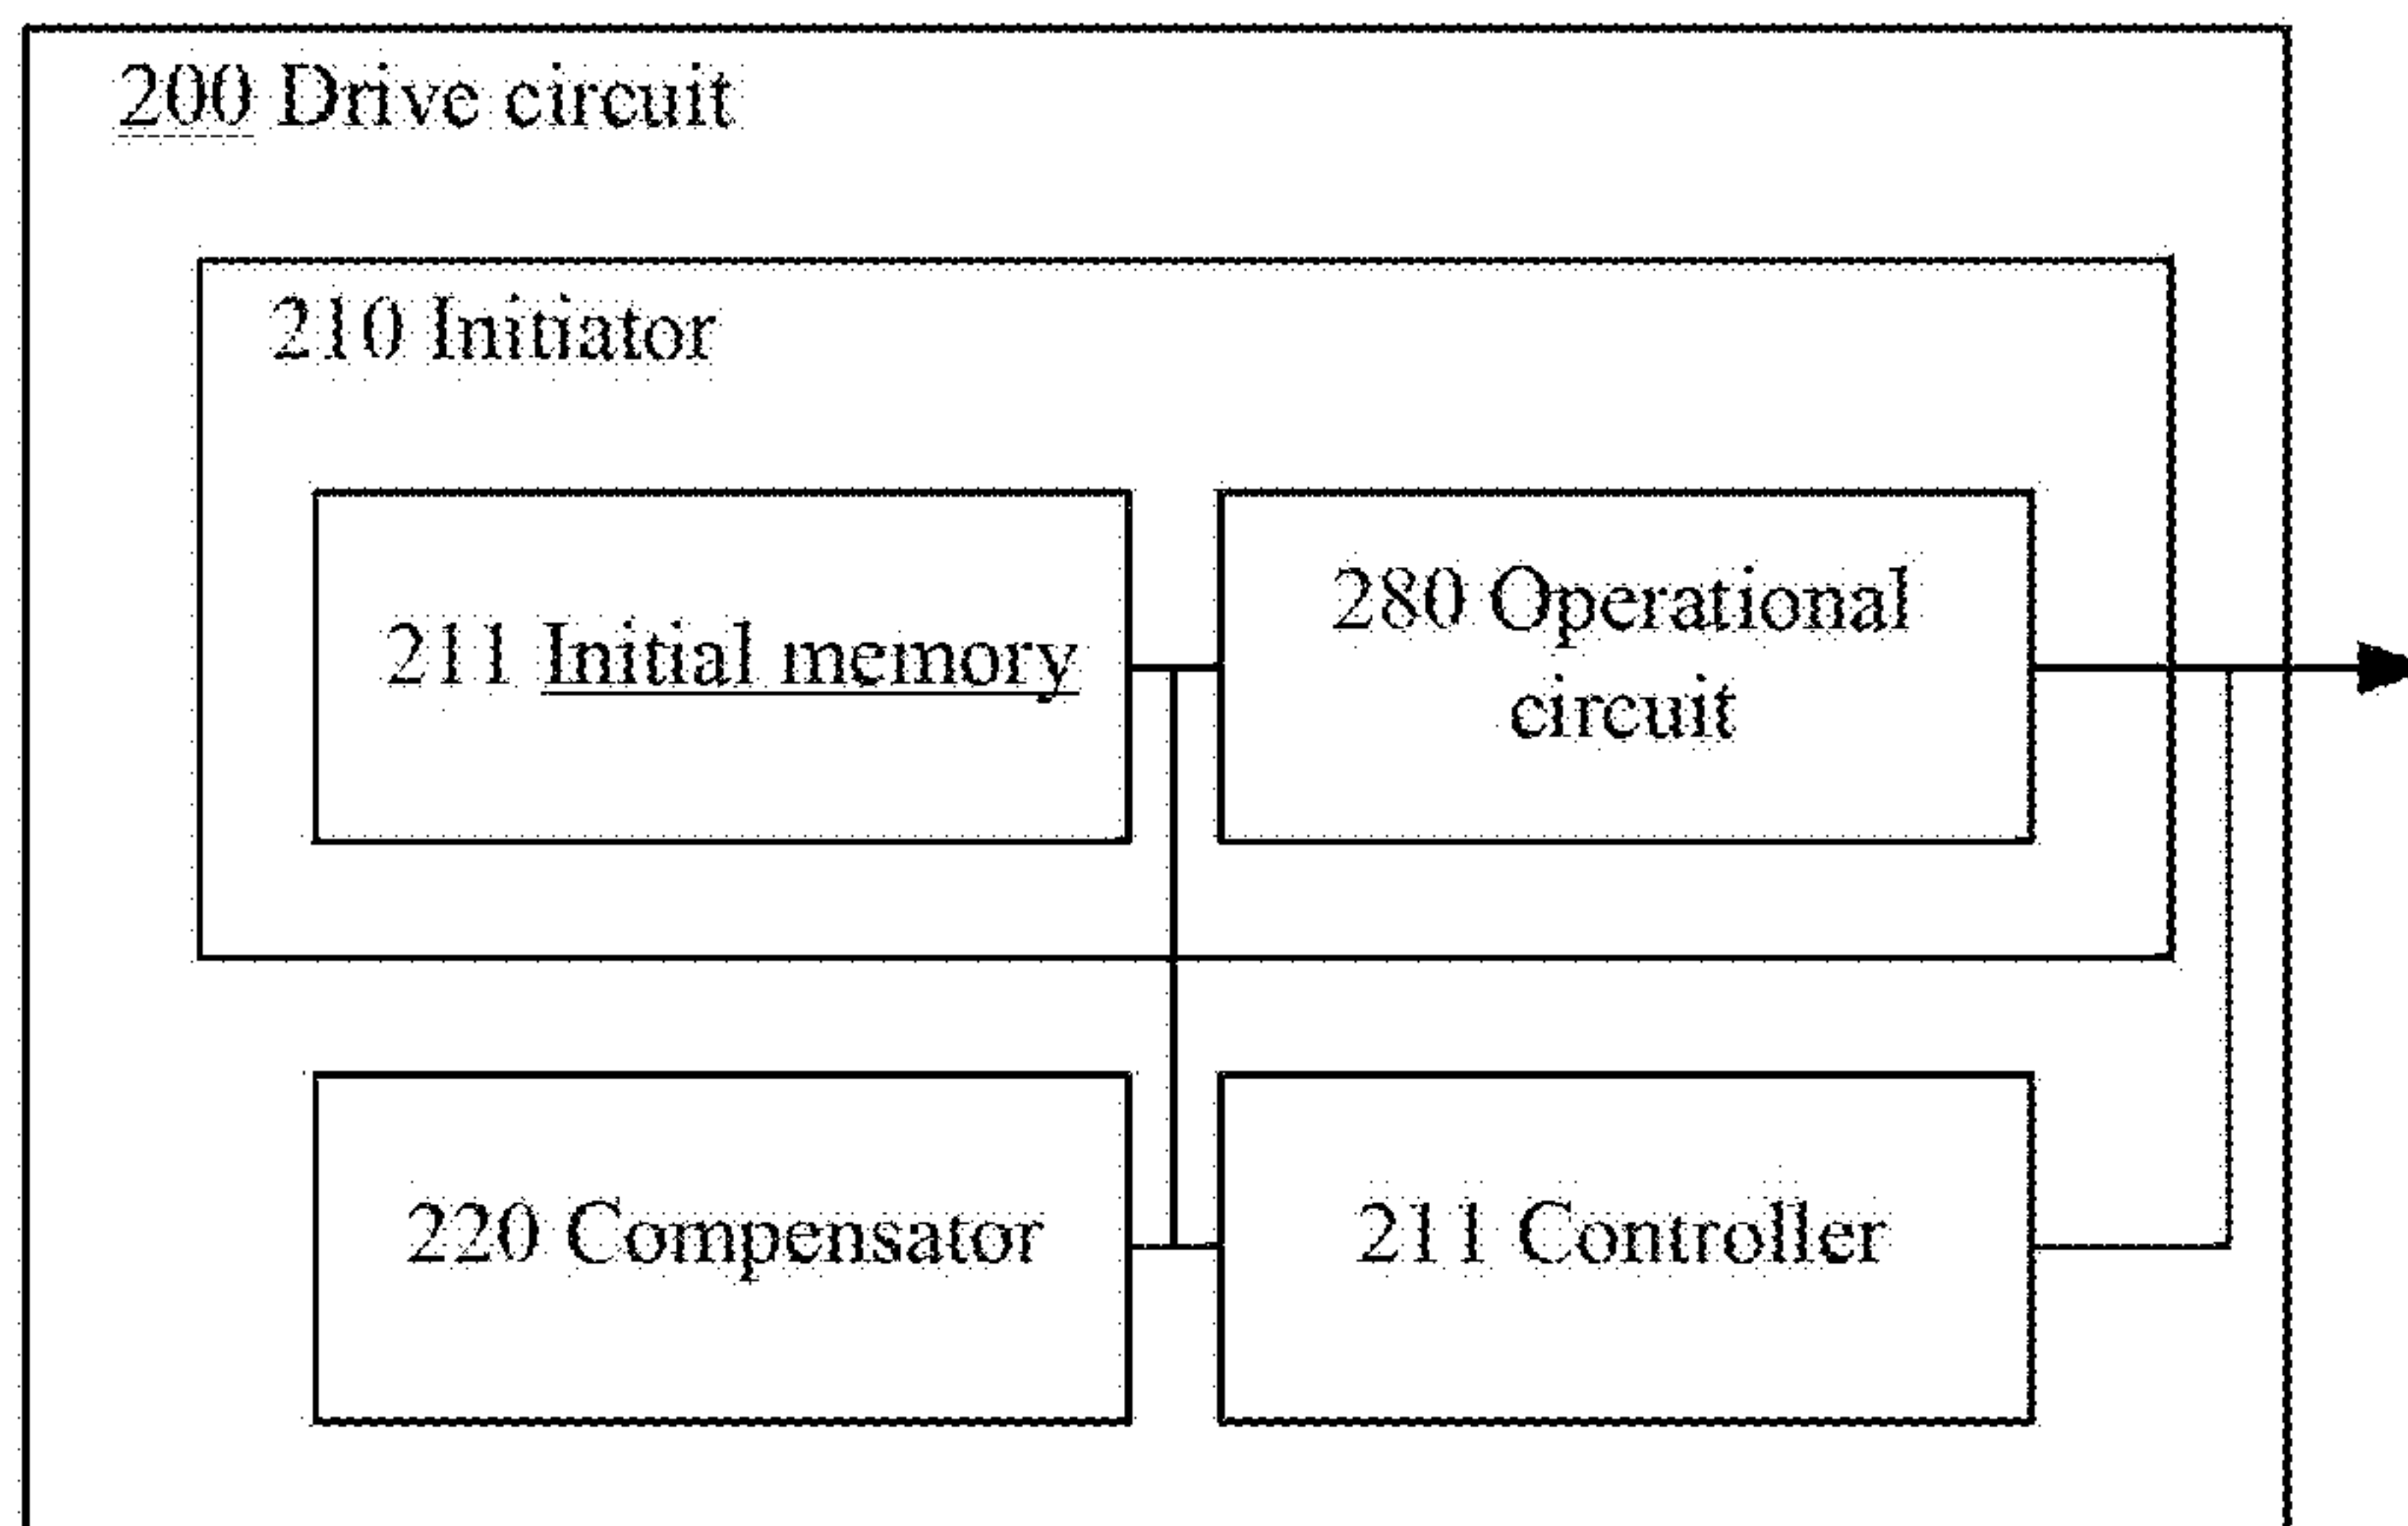 200 Drive circuit
210 Initiator
211 Initial memory
280 Operational
circuit
220 Compensator
211 Controller